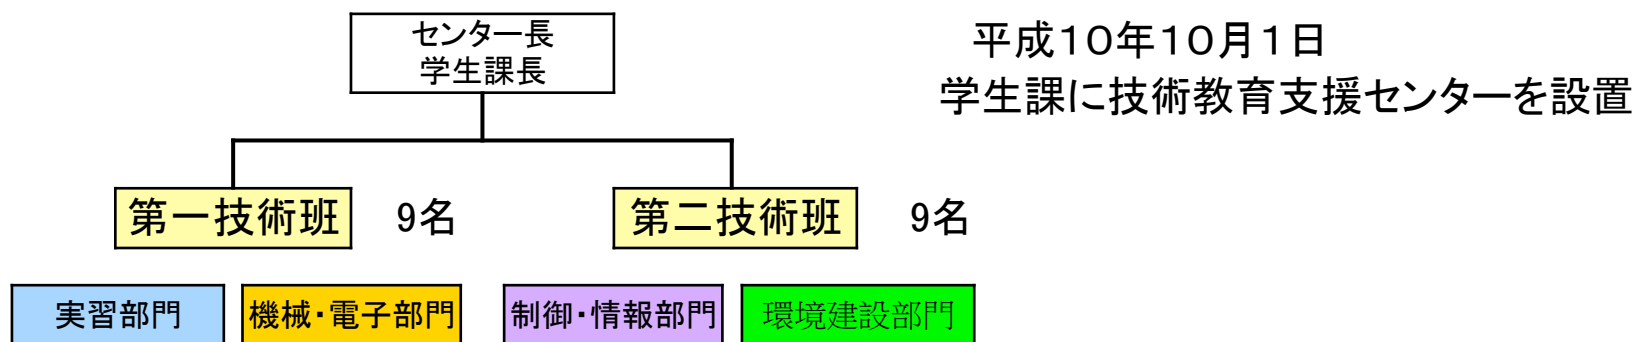 センター長
学生課長
平成１０年１０月１日
学生課に技術教育支援センターを設置
第一技術班 9名 第二技術班 9名
実習部門 機械・電子部門 制御・情報部門 環境建設部門